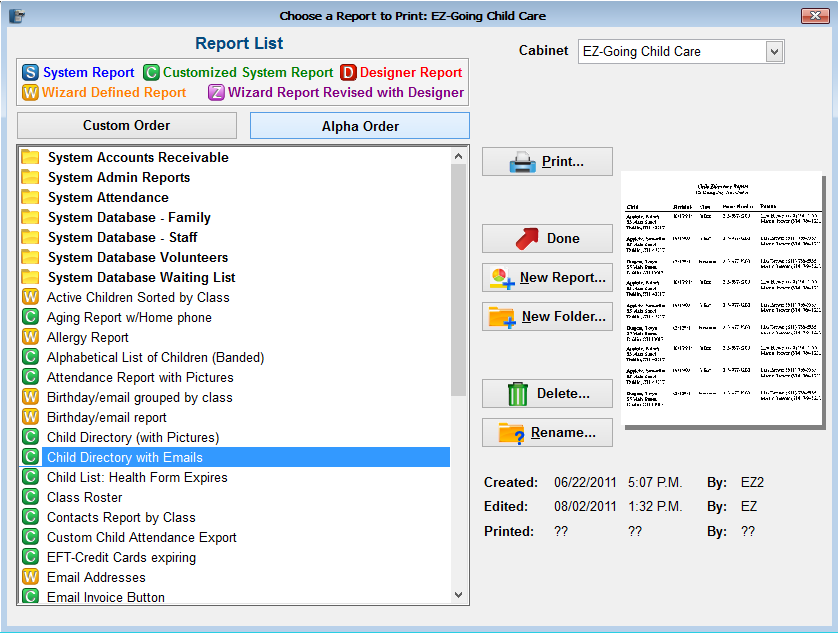 Choose a Report to Print: EZ-Going Child Care
Report List
Cabinet EZ-Going Child Care
S System Report C Customized System Report D Designer Report
W Wizard Defined Report Z Wizard Report Revised with Designer
Custom Order Alpha Order
System Accounts Receivable
System Admin Reports
System Attendance
System Database - Family
System Database - Staff
System Database Volunteers
System Database Waiting List
W Active Children Sorted by Class
C Aging Report w/Home phone
W Allergy Report
C Alphabetical List of Children (Banded)
C Attendance Report with Pictures
W Birthday/email grouped by class
W Birthday/email report
C Child Directory (with Pictures)
C Child Directory with Emails
C Child List: Health Form Expires
C Class Roster
C Contacts Report by Class
C Custom Child Attendance Export
C EFT-Credit Cards expiring
W Email Addresses
C Email Invoice Button
Print...
Done
New Report...
New Folder...
Delete...
Rename...
Child Directory Report
Created: 06/22/2011 5:07 P.M. By: EZ2
Edited: 08/02/2011 1:32 P.M. By: EZ
Printed: ?? ?? By: ??